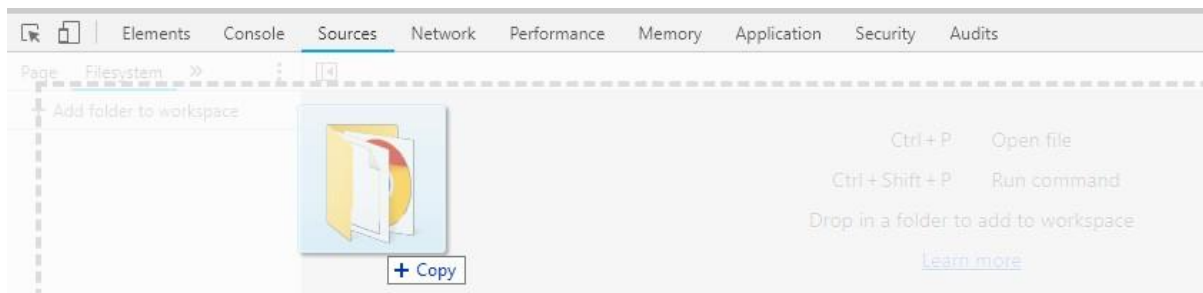 Elements Console Sources Network Performance Memory Application Security Audits
Page Filesystem »
+ Add folder to workspace
Ctrl + P Open file
Ctrl + Shift + P Run command
Drop in a folder to add to workspace
Learn more
+ Copy